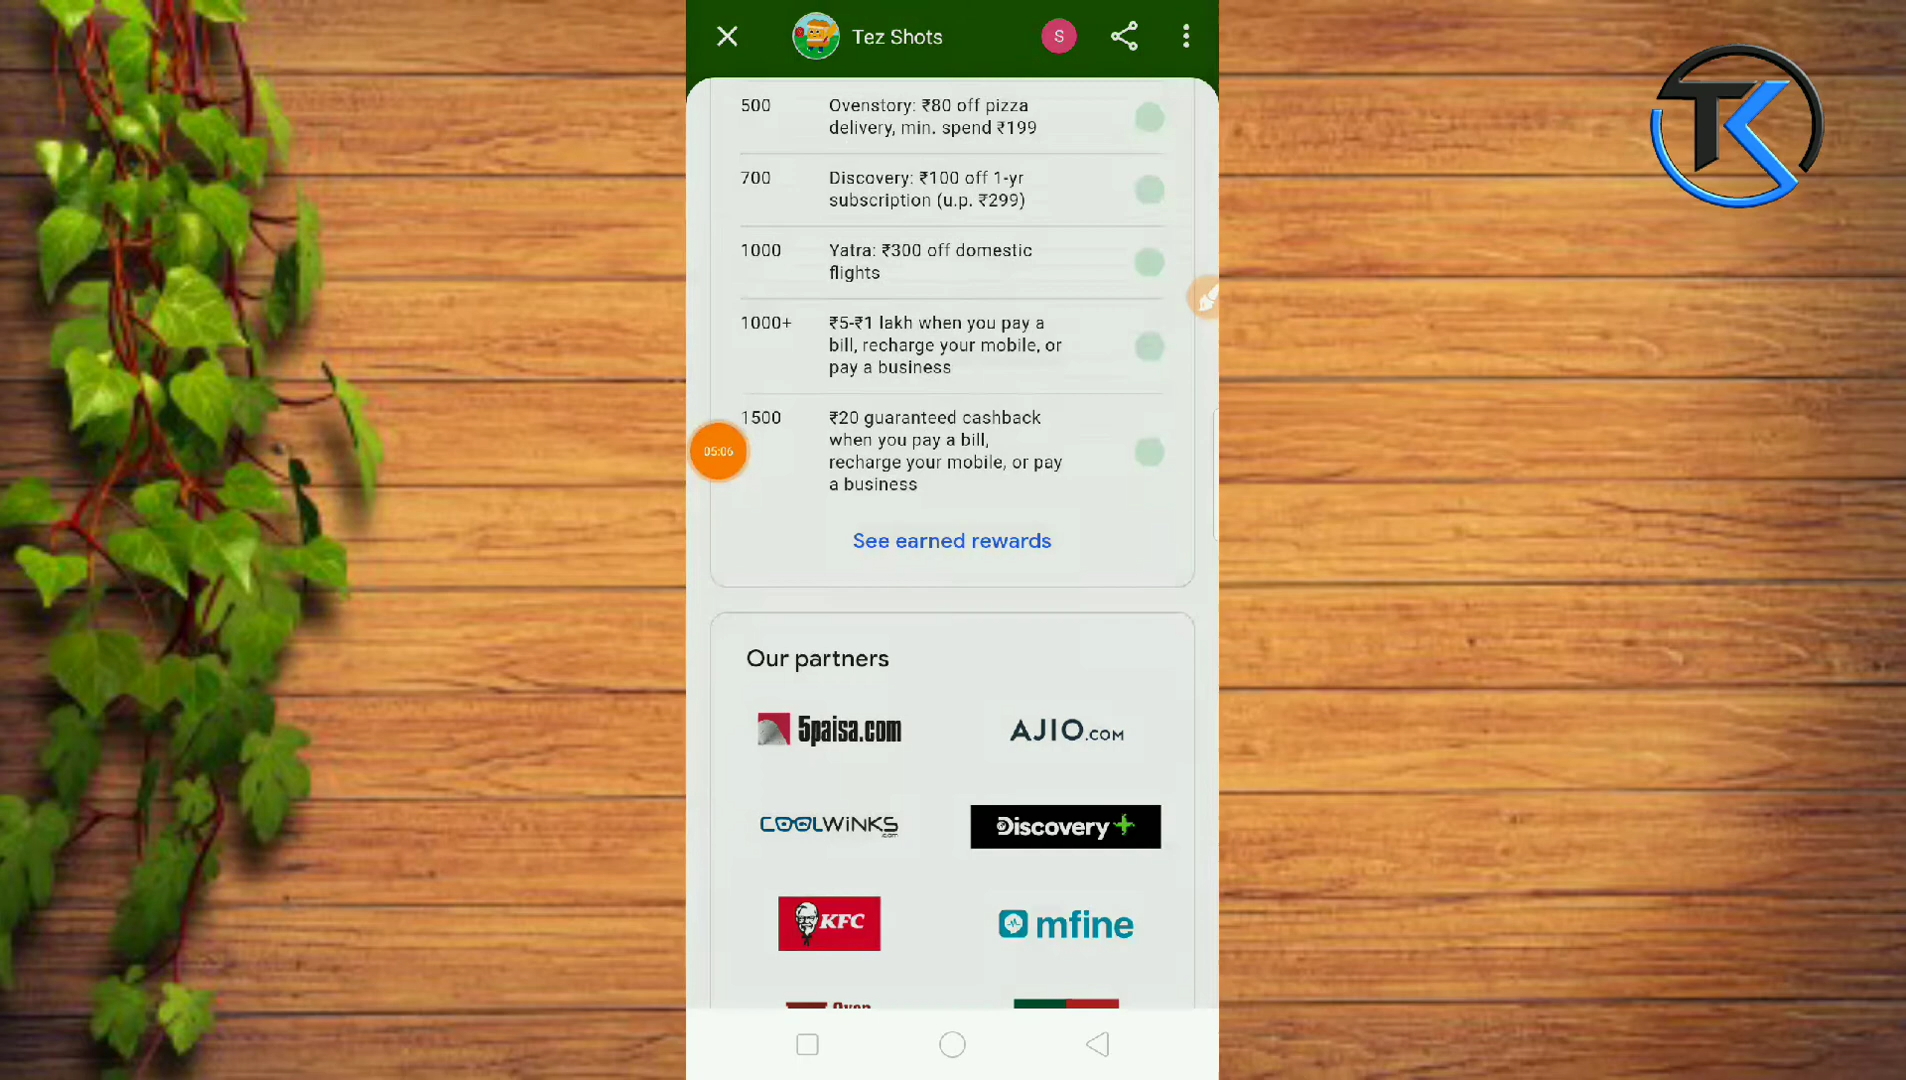 Tez Shots
S
500
Ovenstory: ₹80 off pizza
delivery, min. spend ₹199
700
Discovery: ₹100 off 1-yr
subscription (u.p. ₹299)
1000
Yatra: ₹300 off domestic
flights
1000+
₹5-₹1 lakh when you pay a
bill, recharge your mobile, or
pay a business
1500
₹20 guaranteed cashback
when you pay a bill,
recharge your mobile, or pay
a business
05:06
See earned rewards
Our partners
5paisa.com
AJIO.COM
COOLWiNKS
.com
Discovery+
KFC
mfine
TK